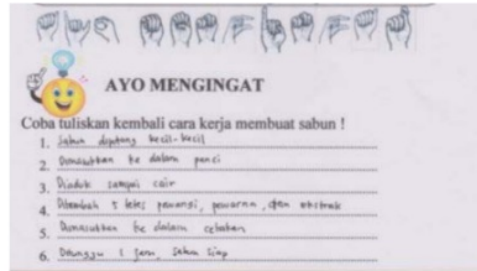 AYO MENGINGAT
Coba tuliskan kembali cara kerja membuat sabun !
1. Sabun dipotong kecil-kecil
2. Dimasukkan ke dalam panci
3. Diaduk sampai cair
4. Ditambah 5 tetes pewangi, pewarna, dan ekstrak
5. Dimasukkan ke dalam cetakan
6. Ditunggu 1 jam, sabun siap